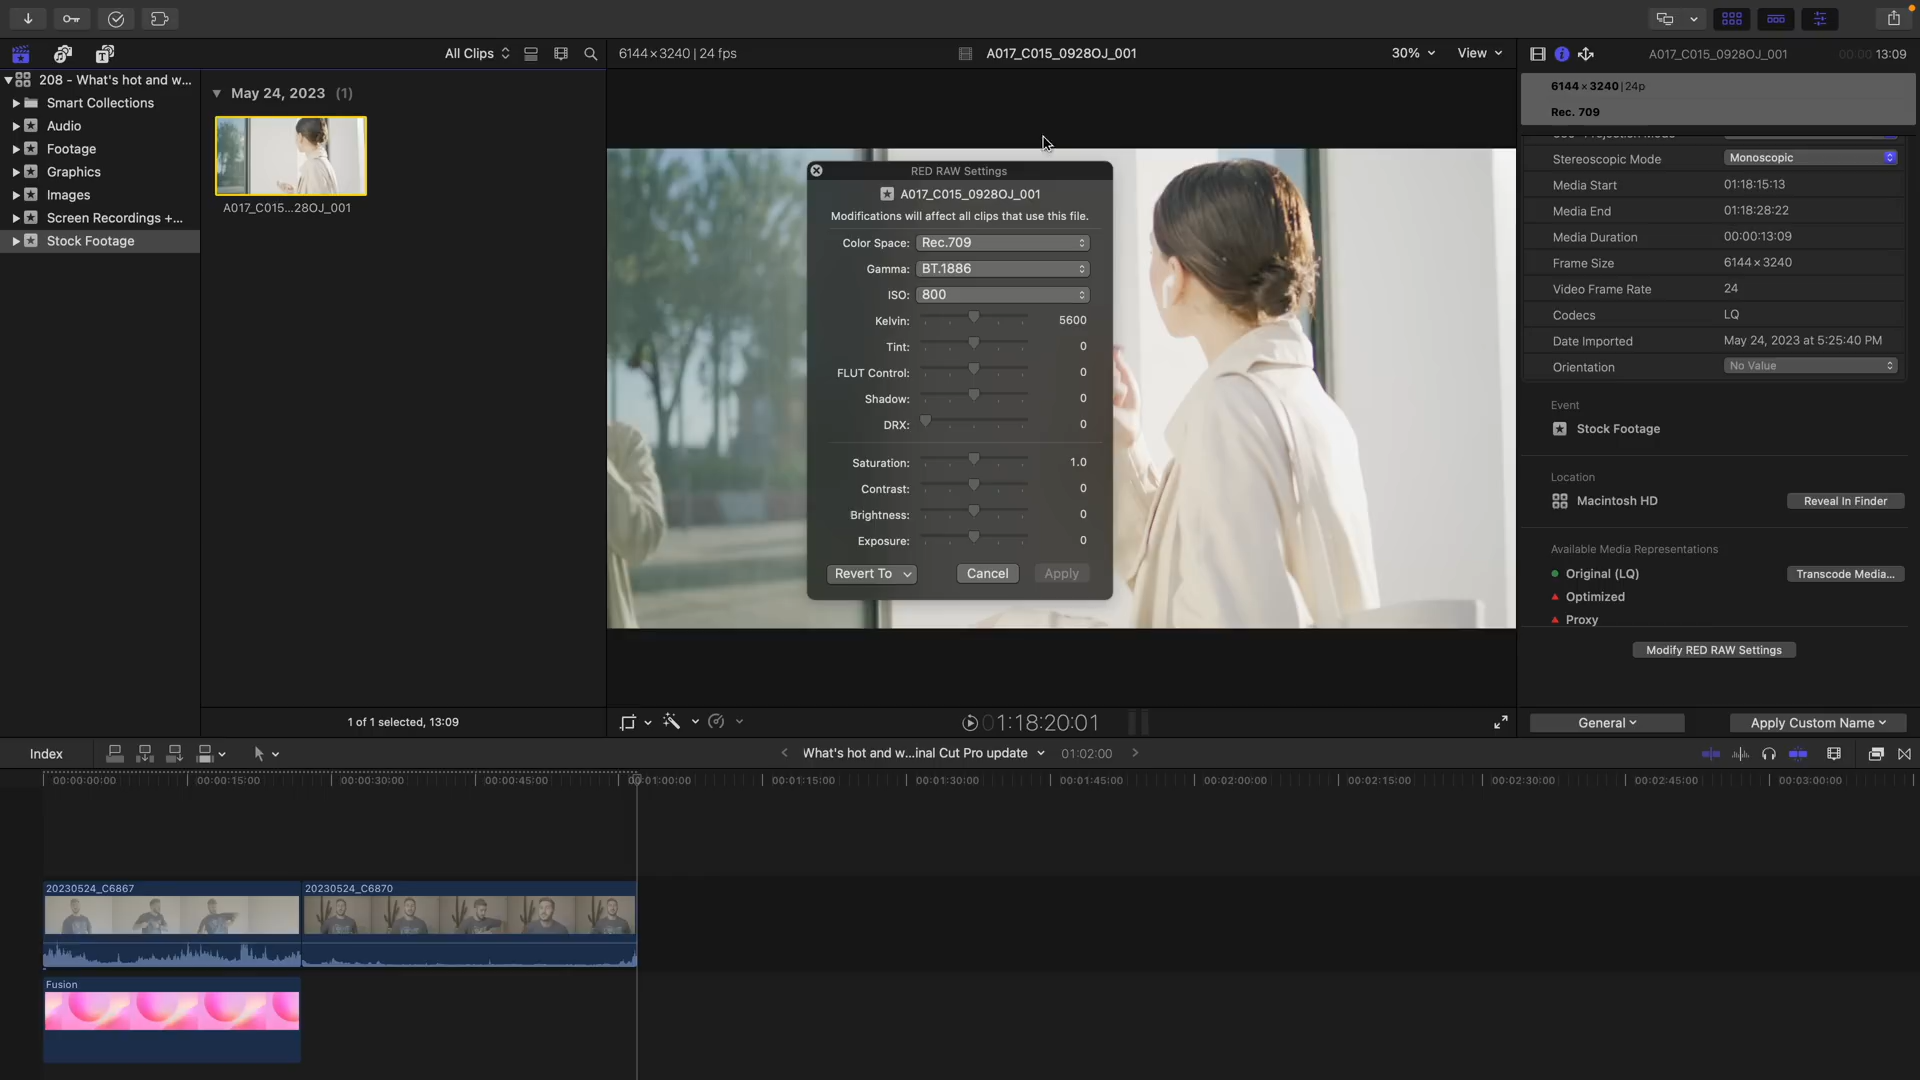 All Clips
6144 × 3240 | 24 fps
A017_C015_0928OJ_001
30%
View
A017_C015_0928OJ_001
00:00:13:09
208 - What's hot and w...
Smart Collections
Audio
Footage
Graphics
Images
Screen Recordings +...
Stock Footage
May 24, 2023 (1)
A017_C015...28OJ_001
1 of 1 selected, 13:09
RED RAW Settings
A017_C015_0928OJ_001
Modifications will affect all clips that use this file.
Color Space: Rec.709
Gamma: BT.1886
ISO: 800
Kelvin: 5600
Tint: 0
FLUT Control: 0
Shadow: 0
DRX: 0
Saturation: 1.0
Contrast: 0
Brightness: 0
Exposure: 0
Revert To
Cancel
Apply
01:18:20:01
6144 × 3240 | 24p
Rec. 709
Stereoscopic Mode Monoscopic
Media Start 01:18:15:13
Media End 01:18:28:22
Media Duration 00:00:13:09
Frame Size 6144 × 3240
Video Frame Rate 24
Codecs LQ
Date Imported May 24, 2023 at 5:25:40 PM
Orientation No Value
Event
Stock Footage
Location
Macintosh HD
Reveal In Finder
Available Media Representations
Original (LQ)
Transcode Media...
Optimized
Proxy
Modify RED RAW Settings
General
Apply Custom Name
Index
What's hot and w...inal Cut Pro update
01:02:00
00:00:00:00
00:00:15:00
00:00:30:00
00:00:45:00
00:01:00:00
00:01:15:00
00:01:30:00
00:01:45:00
00:02:00:00
00:02:15:00
00:02:30:00
00:02:45:00
00:03:00:00
20230524_C6867
20230524_C6870
Fusion